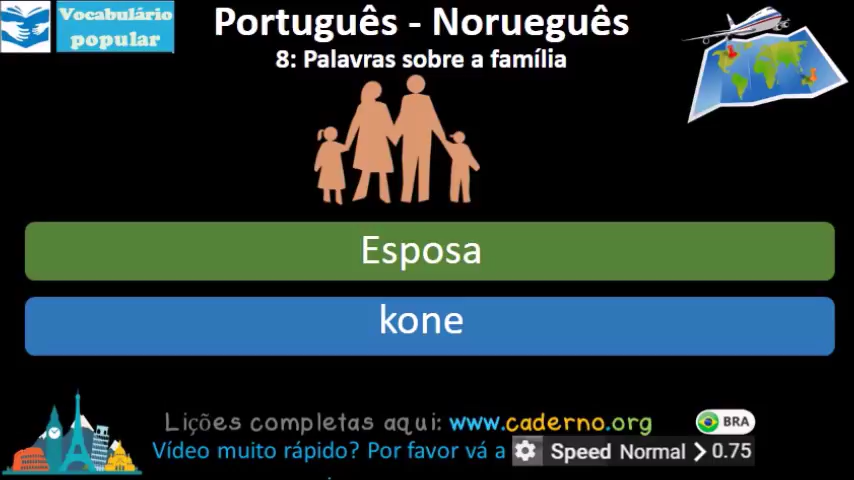 Vocabulário
popular
Português - Norueguês
8: Palavras sobre a família
Esposa
kone
Lições completas aqui: www.caderno.org
BRA
Vídeo muito rápido? Por favor vá a Speed Normal > 0.75